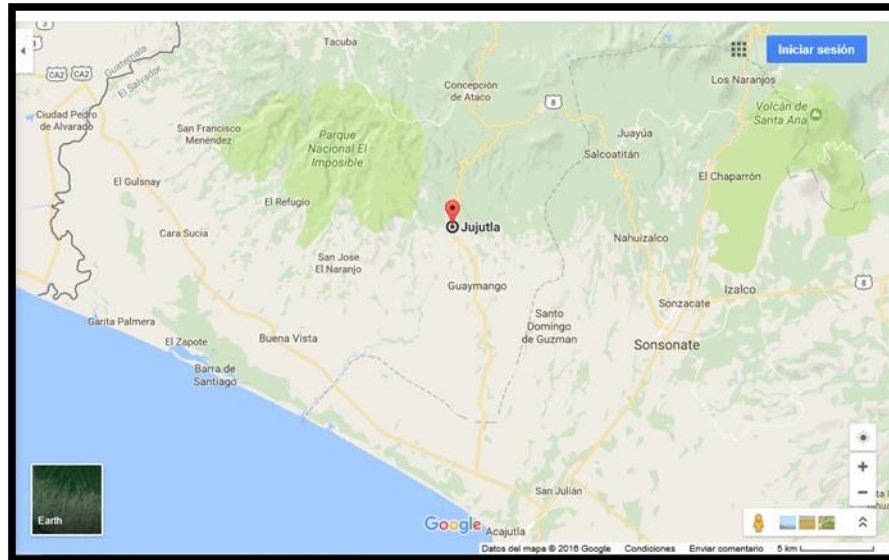 3
8
CA2
CA2
Guatemala
El Salvador
Ciudad Pedro
de Alvarado
Tacuba
Concepción
de Ataco
8
Iniciar sesión
Los Naranjos
Volcán de
Santa Ana
San Francisco
Menéndez
Parque
Nacional El
Imposible
Juayúa
Salcoatitán
El Chaparrón
El Gulsnay
El Refugio
Cara Sucia
Jujutla
Nahuizalco
San Jose
El Naranjo
Guaymango
Izalco
8
Sonzacate
Garita Palmera
El Zapote
Buena Vista
Santo
Domingo
de Guzman
Sonsonate
Barra de
Santiago
San Julián
Acajutla
Earth
Google
Datos del mapa © 2016 Google Condiciones Enviar comentario 5 km